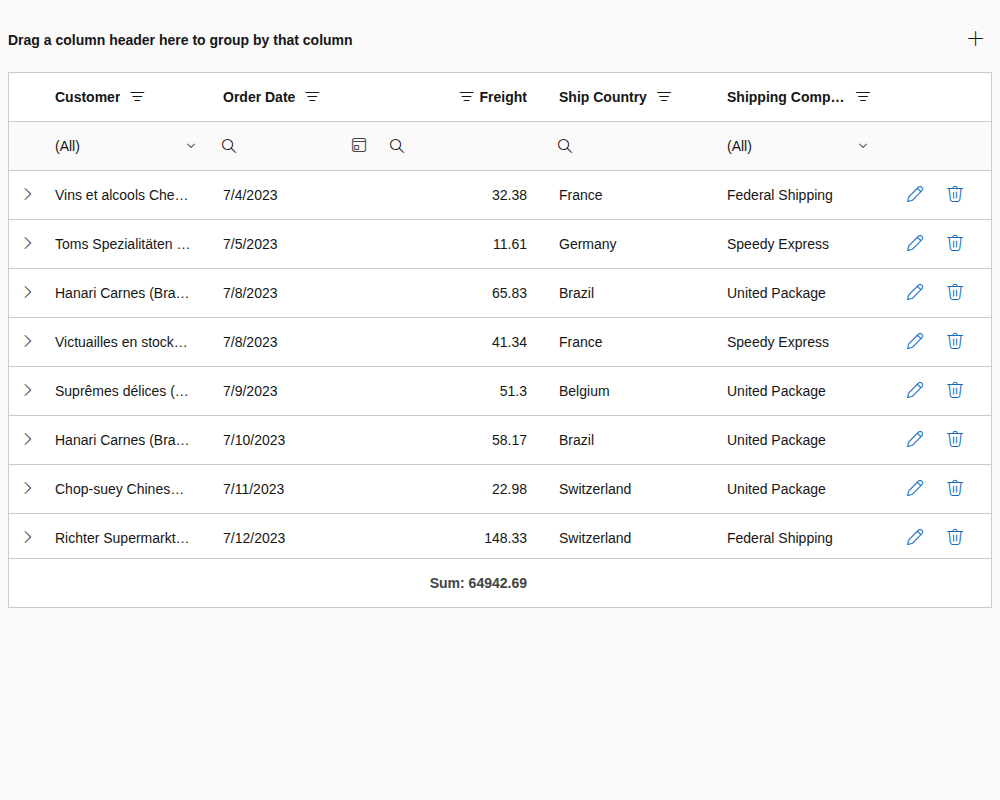 Drag a column header here to group by that column
Customer Order Date Freight Ship Country Shipping Comp…
(All) (All)
Vins et alcools Che… 7/4/2023 32.38 France Federal Shipping
Toms Spezialitäten … 7/5/2023 11.61 Germany Speedy Express
Hanari Carnes (Bra… 7/8/2023 65.83 Brazil United Package
Victuailles en stock… 7/8/2023 41.34 France Speedy Express
Suprêmes délices (… 7/9/2023 51.3 Belgium United Package
Hanari Carnes (Bra… 7/10/2023 58.17 Brazil United Package
Chop-suey Chines… 7/11/2023 22.98 Switzerland United Package
Richter Supermarkt… 7/12/2023 148.33 Switzerland Federal Shipping
Sum: 64942.69